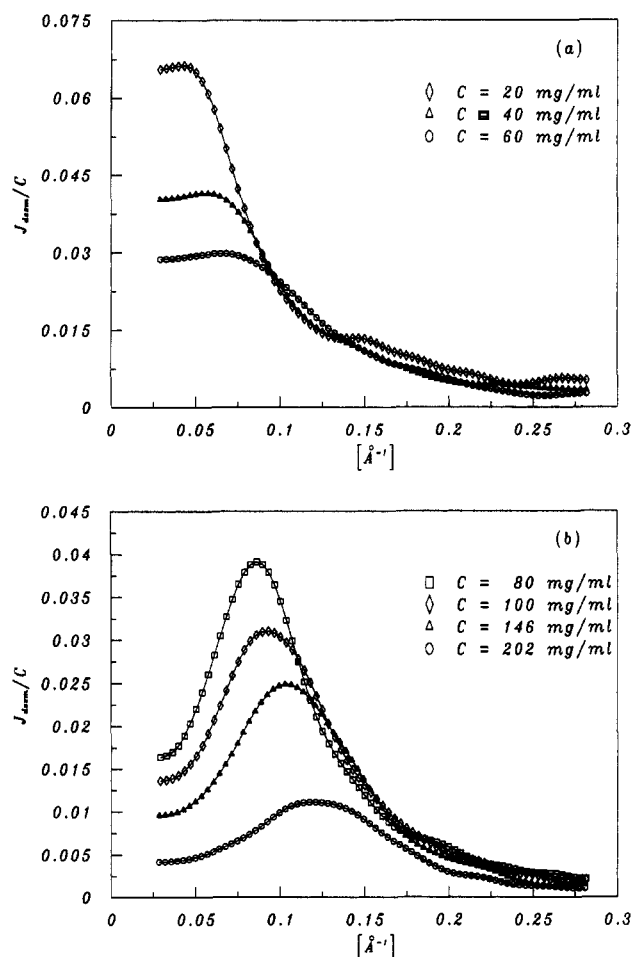 0.075
(a)
C = 20 mg/ml
0.06
C = 40 mg/ml
C = 60 mg/ml
0.045
J /C
0.03
0.015
0
0 0.05 0.1 0.15 0.2 0.25 0.3
[Å⁻¹]
0.045
(b)
0.04
C = 80 mg/ml
0.035
C = 100 mg/ml
C = 146 mg/ml
0.03
C = 202 mg/ml
0.025
J /C
0.02
0.015
0.01
0.005
0
0 0.05 0.1 0.15 0.2 0.25 0.3
[Å⁻¹]